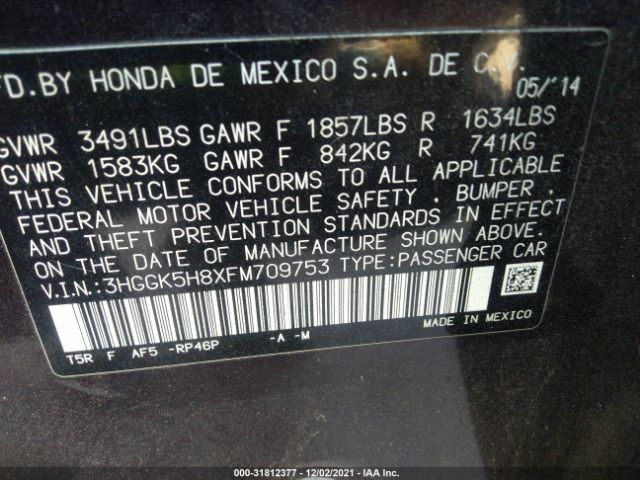 MFD.BY HONDA DE MEXICO S.A. DE C.V.
05/'14
GVWR 3491LBS GAWR F 1857LBS R 1634LBS
GVWR 1583KG GAWR F 842KG R 741KG
THIS VEHICLE CONFORMS TO ALL APPLICABLE
FEDERAL MOTOR VEHICLE SAFETY , BUMPER ,
AND THEFT PREVENTION STANDARDS IN EFFECT
ON THE DATE OF MANUFACTURE SHOWN ABOVE.
V.I.N.:3HGGK5H8XFM709753 TYPE:PASSENGER CAR
T5R F AF5 -RP46P -A -M MADE IN MEXICO
000-31812377 - 12/02/2021 - IAA Inc.